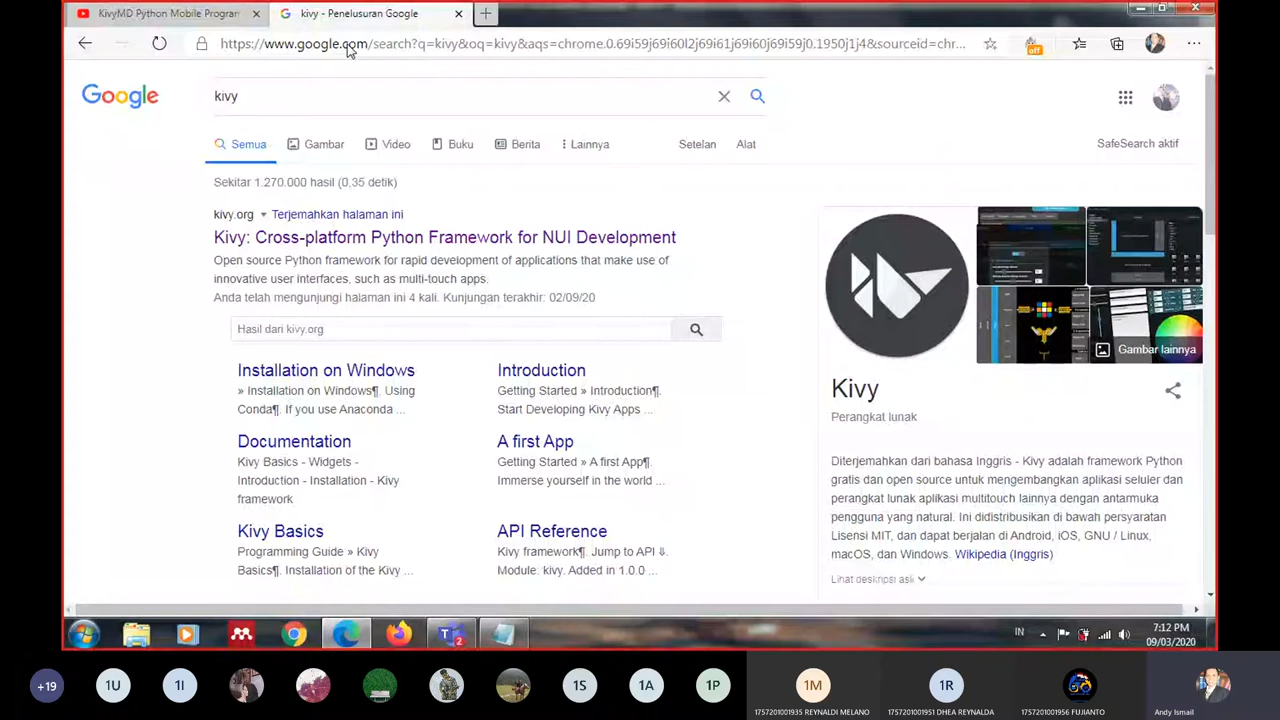 KivyMD Python Mobile Program
kivy - Penelusuran Google
https://www.google.com/search?q=kivy&oq=kivy&aqs=chrome.0.69i59j69i60l2j69i61j69i60j69i59j0.1950j1j4&sourceid=chr...
off
Google
kivy
Semua
Gambar
Video
Buku
Berita
Lainnya
Setelan
Alat
SafeSearch aktif
Sekitar 1.270.000 hasil (0,35 detik)
kivy.org
Terjemahkan halaman ini
Kivy: Cross-platform Python Framework for NUI Development
Open source Python framework for rapid development of applications that make use of
innovative user interfaces, such as multi-touch apps.
Anda telah mengunjungi halaman ini 4 kali. Kunjungan terakhir: 02/09/20
Hasil dari kivy.org
Installation on Windows
» Installation on Windows¶. Using
Conda¶. If you use Anaconda ...
Introduction
Getting Started » Introduction¶.
Start Developing Kivy Apps ...
Documentation
Kivy Basics - Widgets -
Introduction - Installation - Kivy
framework
A first App
Getting Started » A first App¶.
Immerse yourself in the world ...
Kivy Basics
Programming Guide » Kivy
Basics¶. Installation of the Kivy ...
API Reference
Kivy framework¶. Jump to API ⇓.
Module: kivy. Added in 1.0.0 ...
Gambar lainnya
Kivy
Perangkat lunak
Diterjemahkan dari bahasa Inggris - Kivy adalah framework Python
gratis dan open source untuk mengembangkan aplikasi seluler dan
perangkat lunak aplikasi multitouch lainnya dengan antarmuka
pengguna yang natural. Ini didistribusikan di bawah persyaratan
Lisensi MIT, dan dapat berjalan di Android, iOS, GNU / Linux,
macOS, dan Windows. Wikipedia (Inggris)
Lihat deskripsi asli
2
IN
7:12 PM
09/03/2020
+19
1U
1I
1S
1A
1P
1M
1R
1757201001935 REYNALDI MELANO
1757201001951 DHEA REYNALDA
1757201001956 FUJIANTO
Andy Ismail